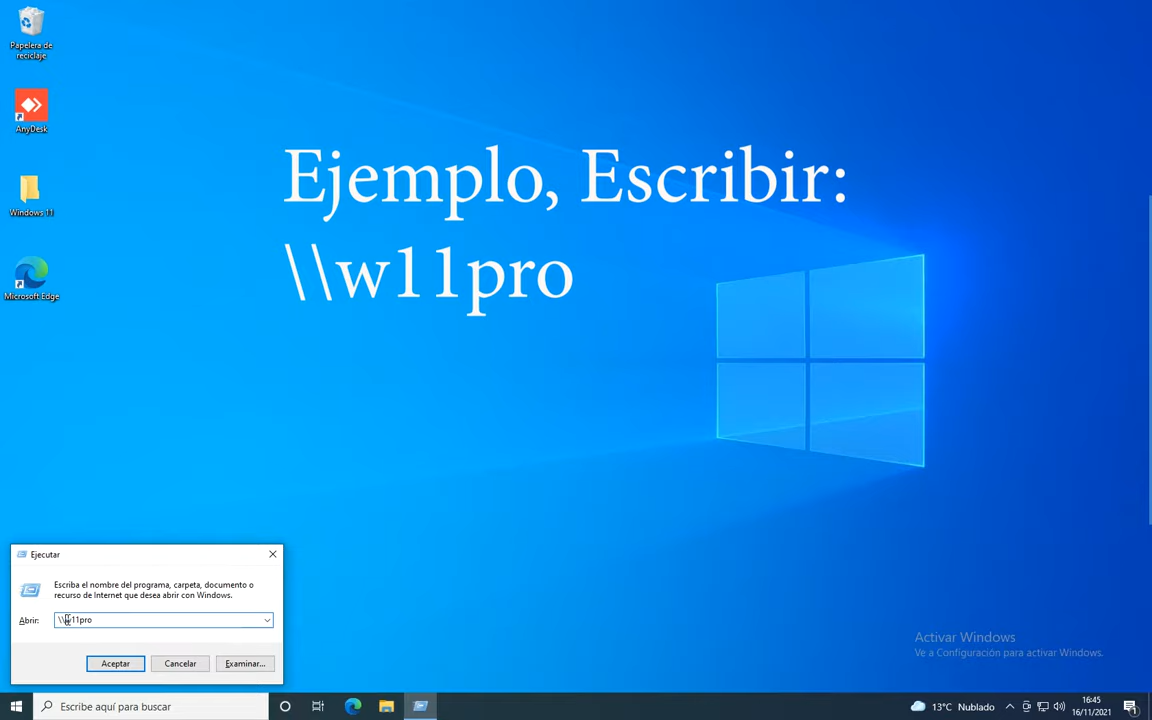 Papelera de
reciclaje
AnyDesk
Windows 11
Microsoft Edge
Ejemplo, Escribir:
\\w11pro
Ejecutar
Escriba el nombre del programa, carpeta, documento o
recurso de Internet que desea abrir con Windows.
Abrir:
\\w11pro
Aceptar
Cancelar
Examinar...
Activar Windows
Ve a Configuración para activar Windows.
Escribe aquí para buscar
13°C Nublado
16:45
16/11/2021
1